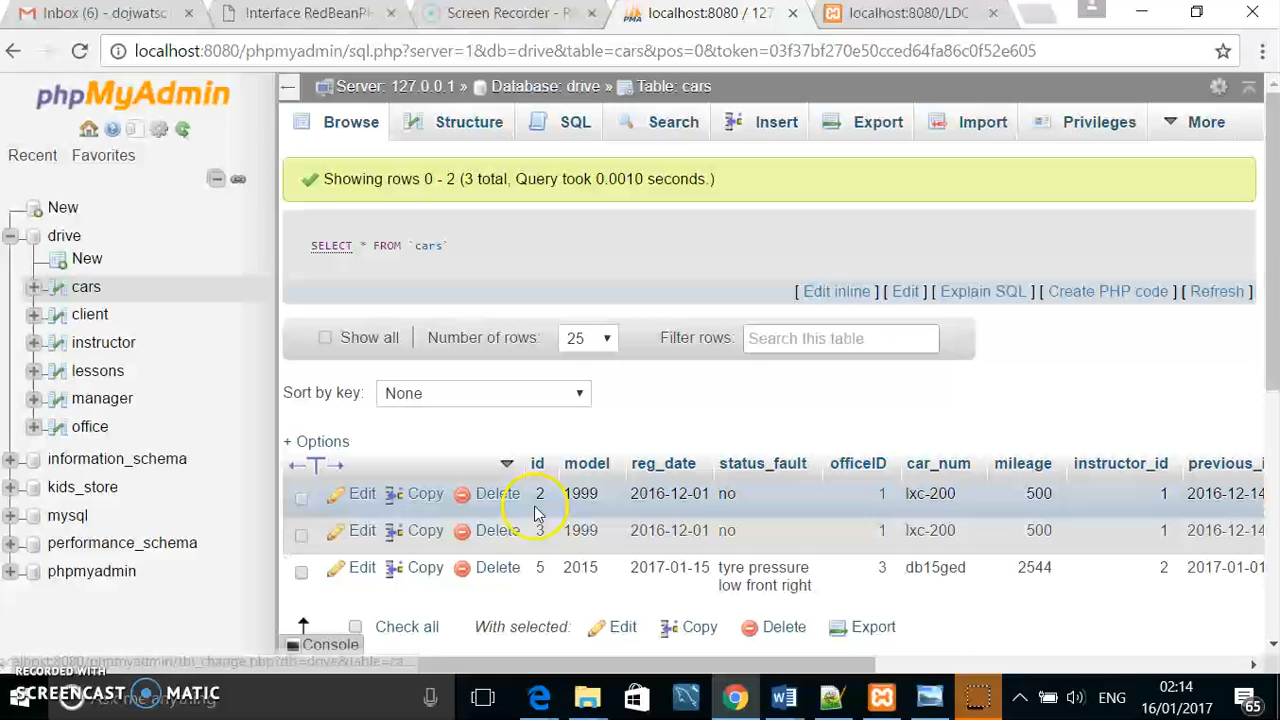 Inbox (6) - dojwatsc
Interface RedBeanPH
Screen Recorder - R
localhost:8080 / 127
localhost:8080/LDC
localhost:8080/phpmyadmin/sql.php?server=1&db=drive&table=cars&pos=0&token=03f37bf270e50cced64fa86c0f52e605
phpMyAdmin
Recent Favorites
New
drive
New
cars
client
instructor
lessons
manager
office
information_schema
kids_store
mysql
performance_schema
phpmyadmin
Server: 127.0.0.1 » Database: drive » Table: cars
Browse Structure SQL Search Insert Export Import Privileges More
Showing rows 0 - 2 (3 total, Query took 0.0010 seconds.)
SELECT * FROM `cars`
[ Edit inline ] [ Edit ] [ Explain SQL ] [ Create PHP code ] [ Refresh ]
Show all Number of rows: 25 Filter rows: Search this table
Sort by key: None
+ Options
id model reg_date status_fault officeID car_num mileage instructor_id previous_i
Edit Copy Delete 2 1999 2016-12-01 no 1 lxc-200 500 1 2016-12-14
Edit Copy Delete 3 1999 2016-12-01 no 1 lxc-200 500 1 2016-12-14
Edit Copy Delete 5 2015 2017-01-15 tyre pressure low front right 3 db15ged 2544 2 2017-01-01
Check all With selected: Edit Copy Delete Export
Console
RECORDED WITH
SCREENCAST MATIC
ENG
02:14
16/01/2017
65